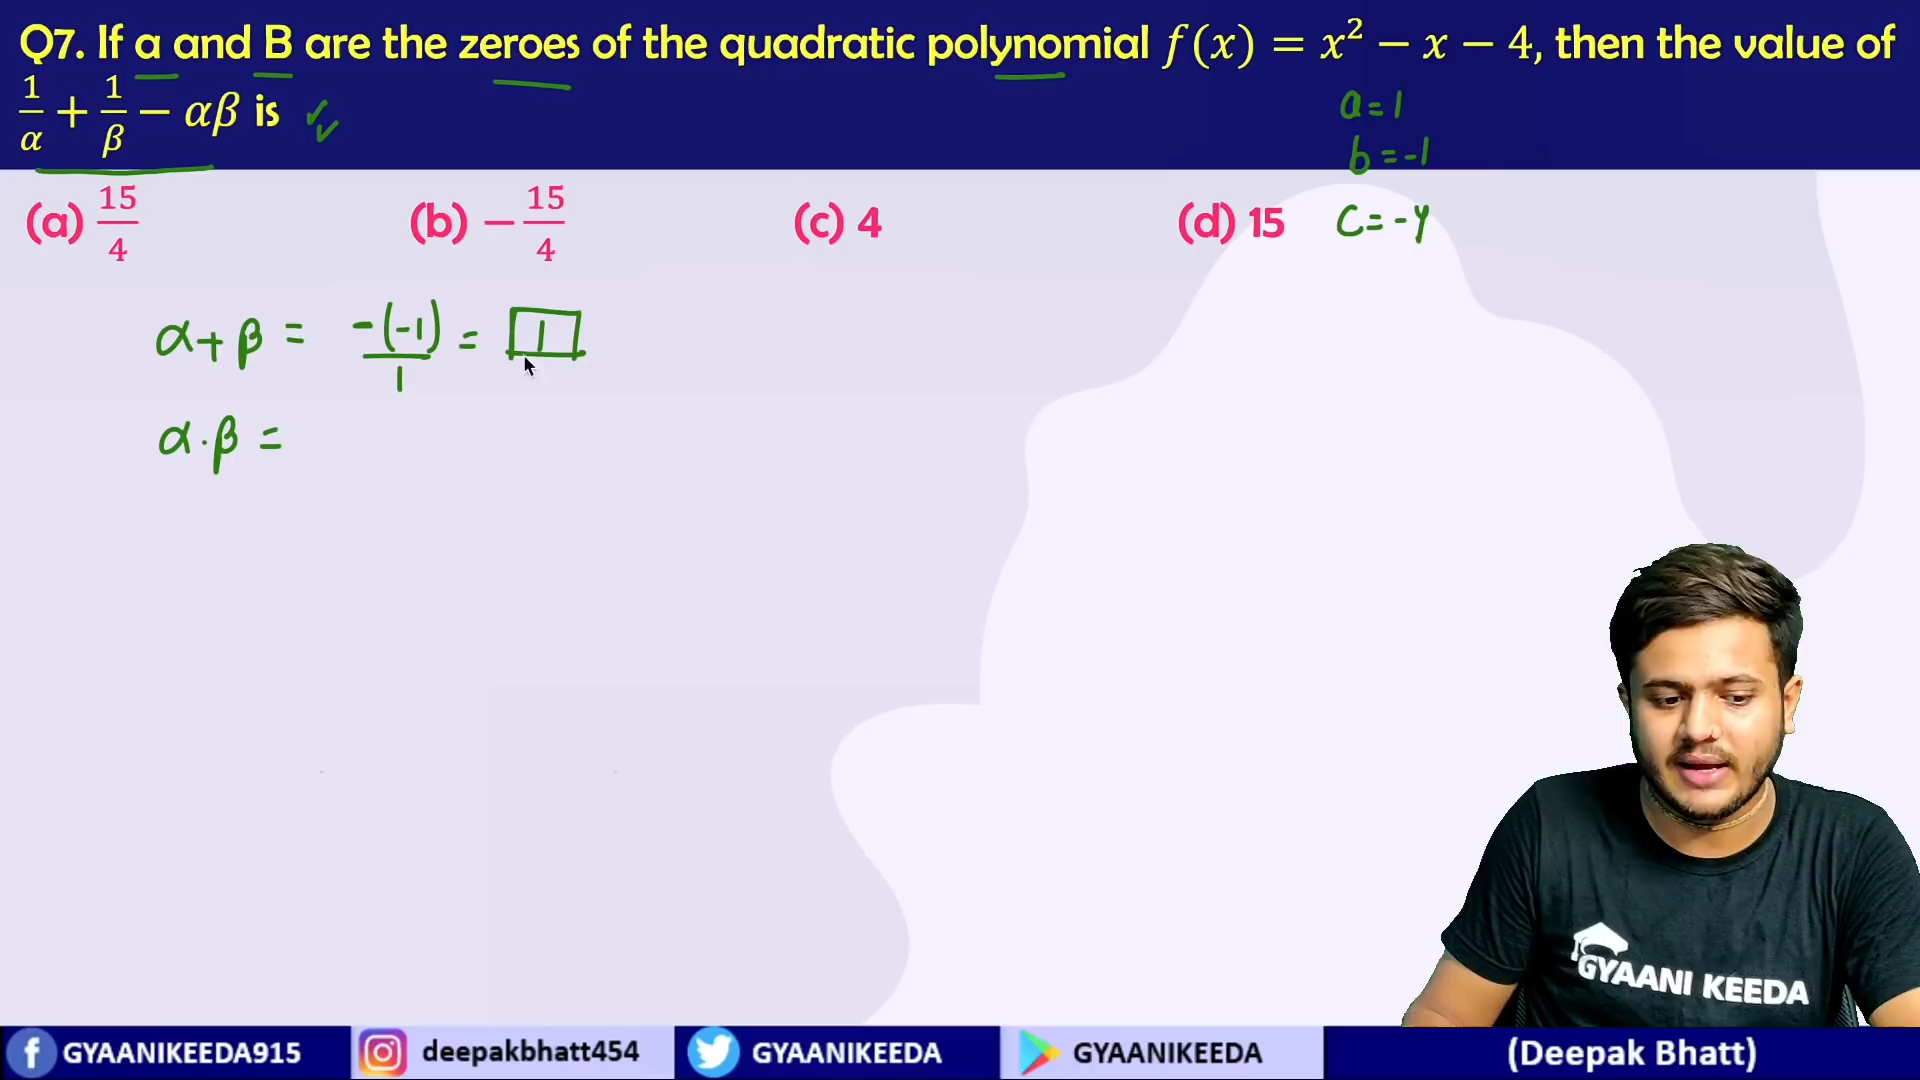 Q7. If a and B are the zeroes of the quadratic polynomial f(x) = x² − x − 4, then the value of
1/α + 1/β − αβ is
a = 1
b = -1
(a) 15/4 (b) − 15/4 (c) 4 (d) 15 C = -4
α + β = -(-1)/1 = 1
α . β =
GYAANI KEEDA
GYAANIKEEDA915 deepakbhatt454 GYAANIKEEDA GYAANIKEEDA (Deepak Bhatt)